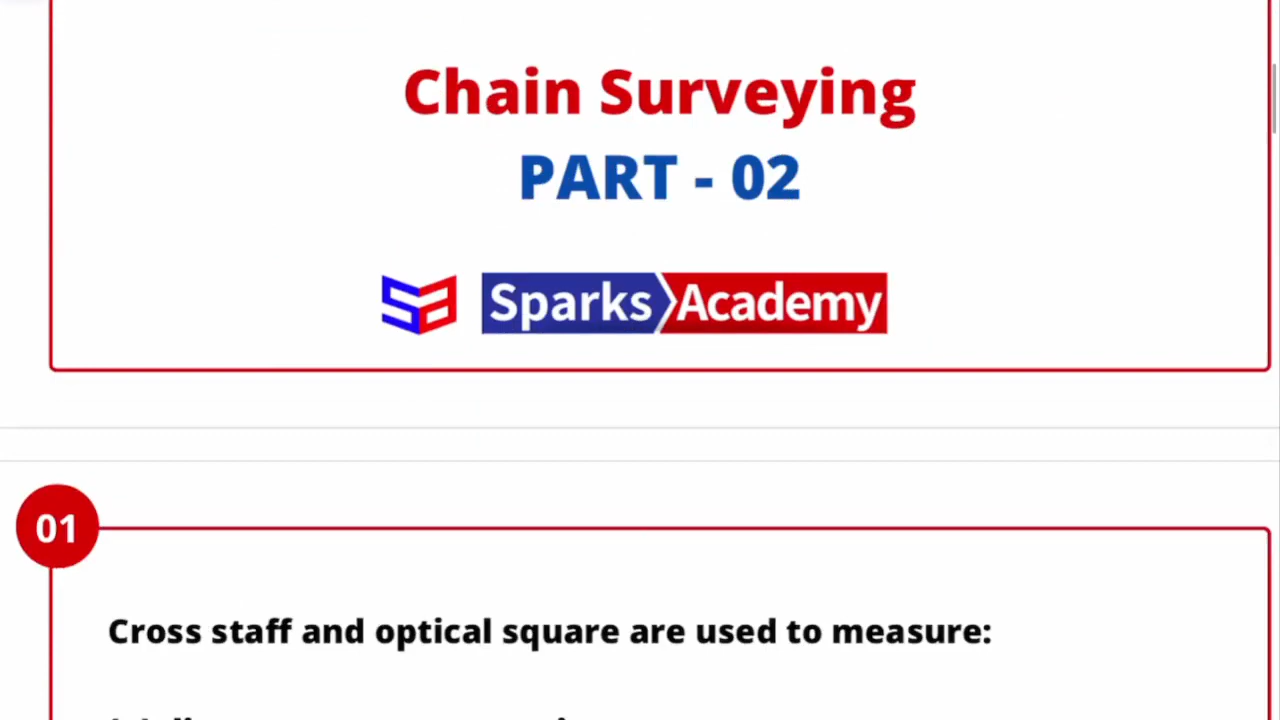 Chain Surveying
PART - 02
Sparks Academy
01
Cross staff and optical square are used to measure: